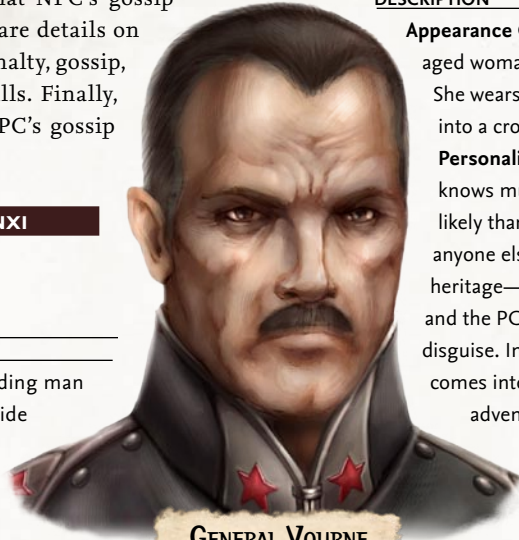 hat NPC's gossip
are details on
nalty, gossip,
lls. Finally,
PC's gossip
NXI
ding man
ide
DESCRIPTION
Appearance
aged woma
She wears
into a cro
Personali
knows mu
likely than
anyone els
heritage—
and the PC
disguise. In
comes into
adven
General Vourne